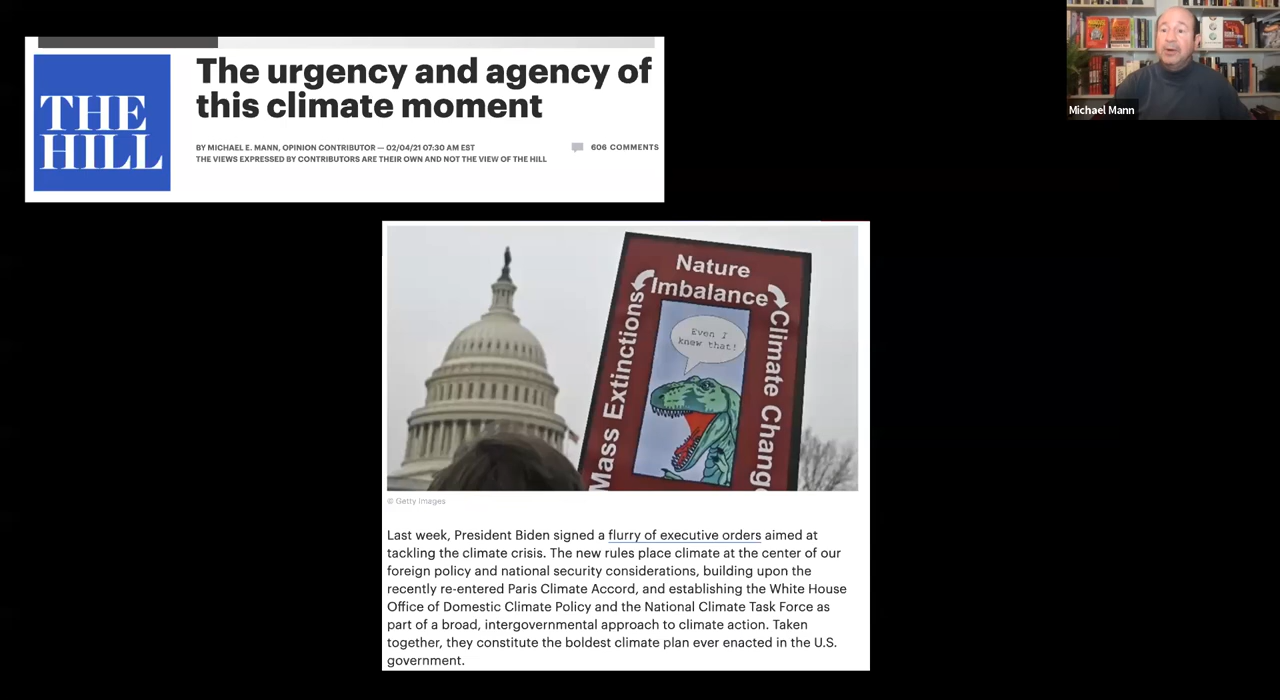 THE
HILL
The urgency and agency of
this climate moment
BY MICHAEL E. MANN, OPINION CONTRIBUTOR — 02/04/21 07:30 AM EST
606 COMMENTS
THE VIEWS EXPRESSED BY CONTRIBUTORS ARE THEIR OWN AND NOT THE VIEW OF THE HILL
Michael Mann
Nature
Imbalance
Mass Extinctions
Climate Chang
Even I
knew that!
© Getty Images
Last week, President Biden signed a flurry of executive orders aimed at
tackling the climate crisis. The new rules place climate at the center of our
foreign policy and national security considerations, building upon the
recently re-entered Paris Climate Accord, and establishing the White House
Office of Domestic Climate Policy and the National Climate Task Force as
part of a broad, intergovernmental approach to climate action. Taken
together, they constitute the boldest climate plan ever enacted in the U.S.
government.